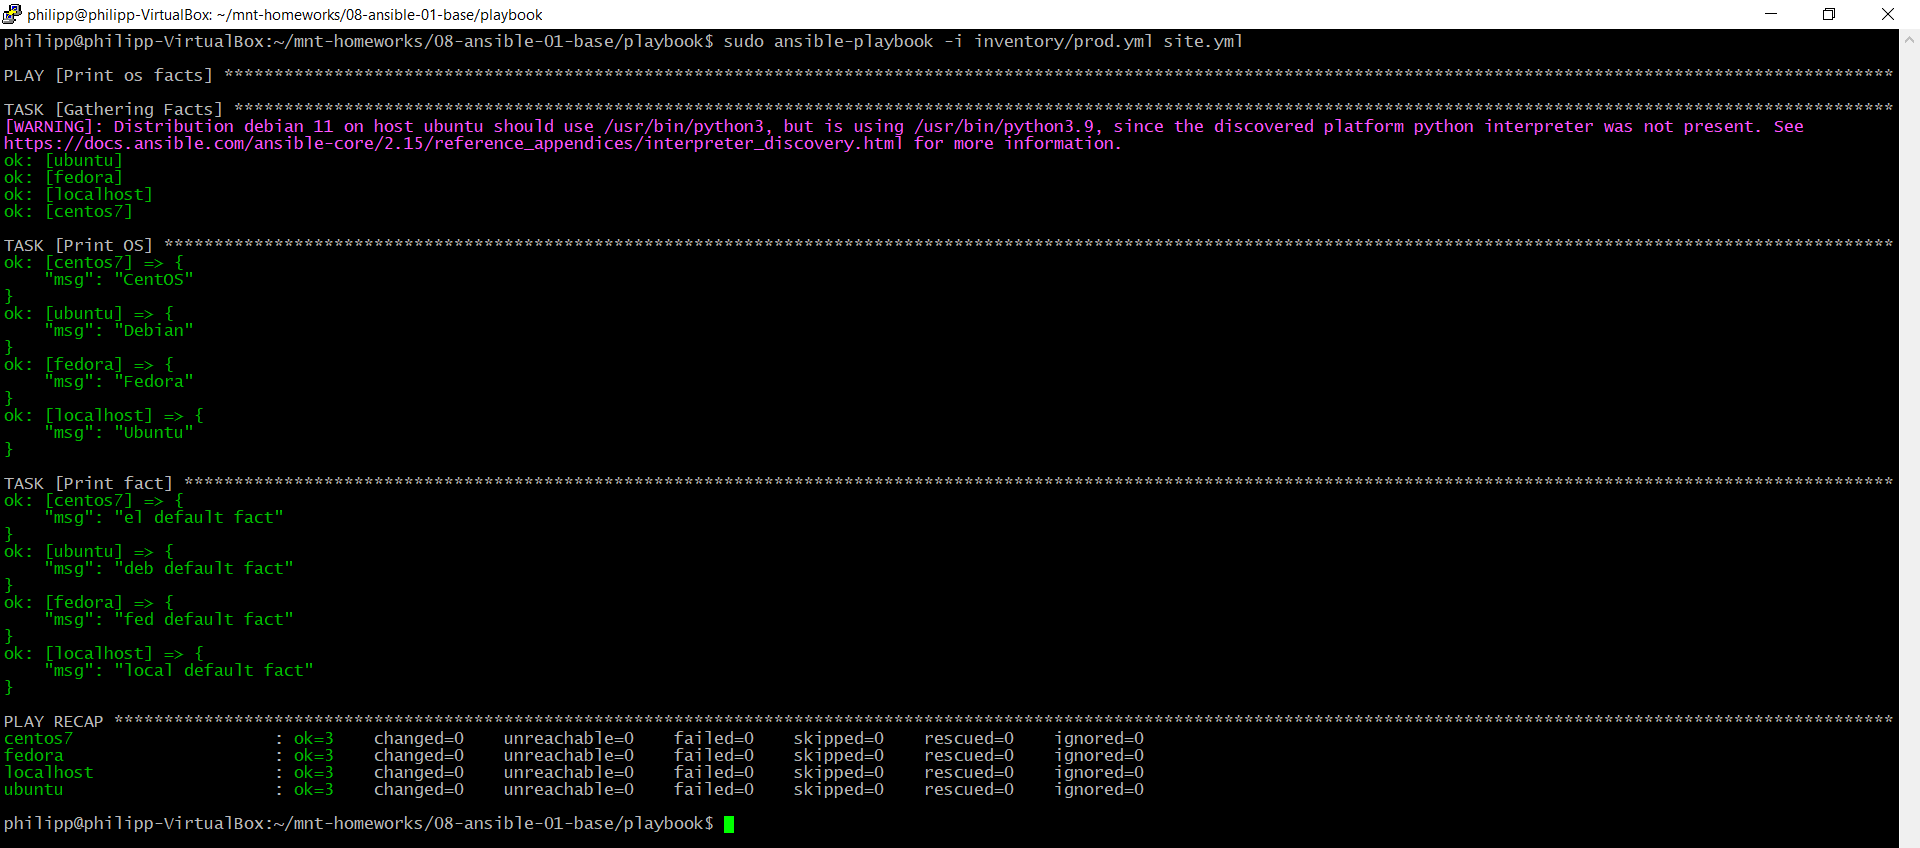 philipp@philipp-VirtualBox: ~/mnt-homeworks/08-ansible-01-base/playbook
philipp@philipp-VirtualBox:~/mnt-homeworks/08-ansible-01-base/playbook$ sudo ansible-playbook -i inventory/prod.yml site.yml
PLAY [Print os facts] ***********************************************************************************************************************************************************************
TASK [Gathering Facts] **********************************************************************************************************************************************************************
[WARNING]: Distribution debian 11 on host ubuntu should use /usr/bin/python3, but is using /usr/bin/python3.9, since the discovered platform python interpreter was not present. See
https://docs.ansible.com/ansible-core/2.15/reference_appendices/interpreter_discovery.html for more information.
ok: [ubuntu]
ok: [fedora]
ok: [localhost]
ok: [centos7]
TASK [Print OS] *****************************************************************************************************************************************************************************
ok: [centos7] => {
    "msg": "CentOS"
}
ok: [ubuntu] => {
    "msg": "Debian"
}
ok: [fedora] => {
    "msg": "Fedora"
}
ok: [localhost] => {
    "msg": "Ubuntu"
}
TASK [Print fact] ***************************************************************************************************************************************************************************
ok: [centos7] => {
    "msg": "el default fact"
}
ok: [ubuntu] => {
    "msg": "deb default fact"
}
ok: [fedora] => {
    "msg": "fed default fact"
}
ok: [localhost] => {
    "msg": "local default fact"
}
PLAY RECAP **********************************************************************************************************************************************************************************
centos7                    : ok=3    changed=0    unreachable=0    failed=0    skipped=0    rescued=0    ignored=0
fedora                     : ok=3    changed=0    unreachable=0    failed=0    skipped=0    rescued=0    ignored=0
localhost                  : ok=3    changed=0    unreachable=0    failed=0    skipped=0    rescued=0    ignored=0
ubuntu                     : ok=3    changed=0    unreachable=0    failed=0    skipped=0    rescued=0    ignored=0
philipp@philipp-VirtualBox:~/mnt-homeworks/08-ansible-01-base/playbook$